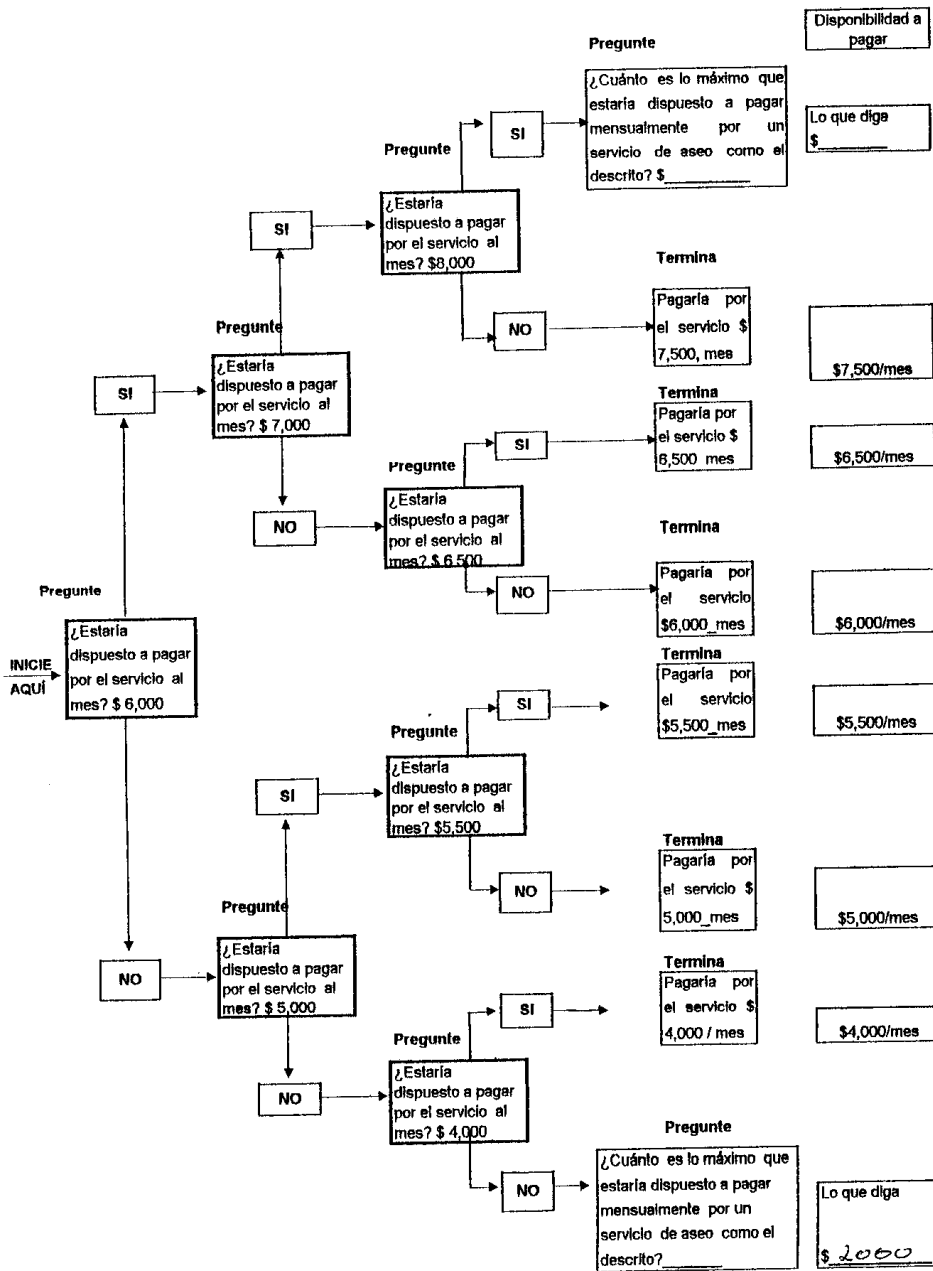 Disponibilidad a
pagar
Pregunte
¿Cuánto es lo máximo que
estaría dispuesto a pagar
mensualmente por un
servicio de aseo como el
descrito? $________
Lo que diga
$________
SI
Pregunte
¿Estaría
dispuesto a pagar
por el servicio al
mes? $8,000
SI
Termina
Pagaría por
el servicio $
7,500, mes
$7,500/mes
NO
Pregunte
¿Estaría
dispuesto a pagar
por el servicio al
mes? $ 7,000
SI
Termina
Pagaría por
el servicio $
6,500 mes
$6,500/mes
SI
Pregunte
¿Estaría
dispuesto a pagar
por el servicio al
mes? $ 6,500
NO
Termina
Pagaría por
el servicio
$6,000_mes
$6,000/mes
NO
Pregunte
¿Estaría
dispuesto a pagar
por el servicio al
mes? $ 6,000
INICIE
AQUÍ
Termina
Pagaría por
el servicio
$5,500_mes
$5,500/mes
SI
Pregunte
¿Estaría
dispuesto a pagar
por el servicio al
mes? $5,500
SI
Termina
Pagaría por
el servicio $
5,000_mes
$5,000/mes
NO
Pregunte
¿Estaría
dispuesto a pagar
por el servicio al
mes? $ 5,000
NO
Termina
Pagaría por
el servicio $
4,000 / mes
$4,000/mes
SI
Pregunte
¿Estaría
dispuesto a pagar
por el servicio al
mes? $ 4,000
NO
Pregunte
¿Cuánto es lo máximo que
estaría dispuesto a pagar
mensualmente por un
servicio de aseo como el
descrito?________
NO
Lo que diga
$ 2000